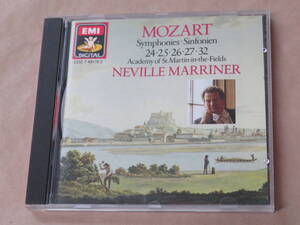 EMI
DIGITAL
MOZART
Symphonies · Sinfonien
24·25·26·27·32
Academy of St. Martin-in-the-Fields
NEVILLE MARRINER